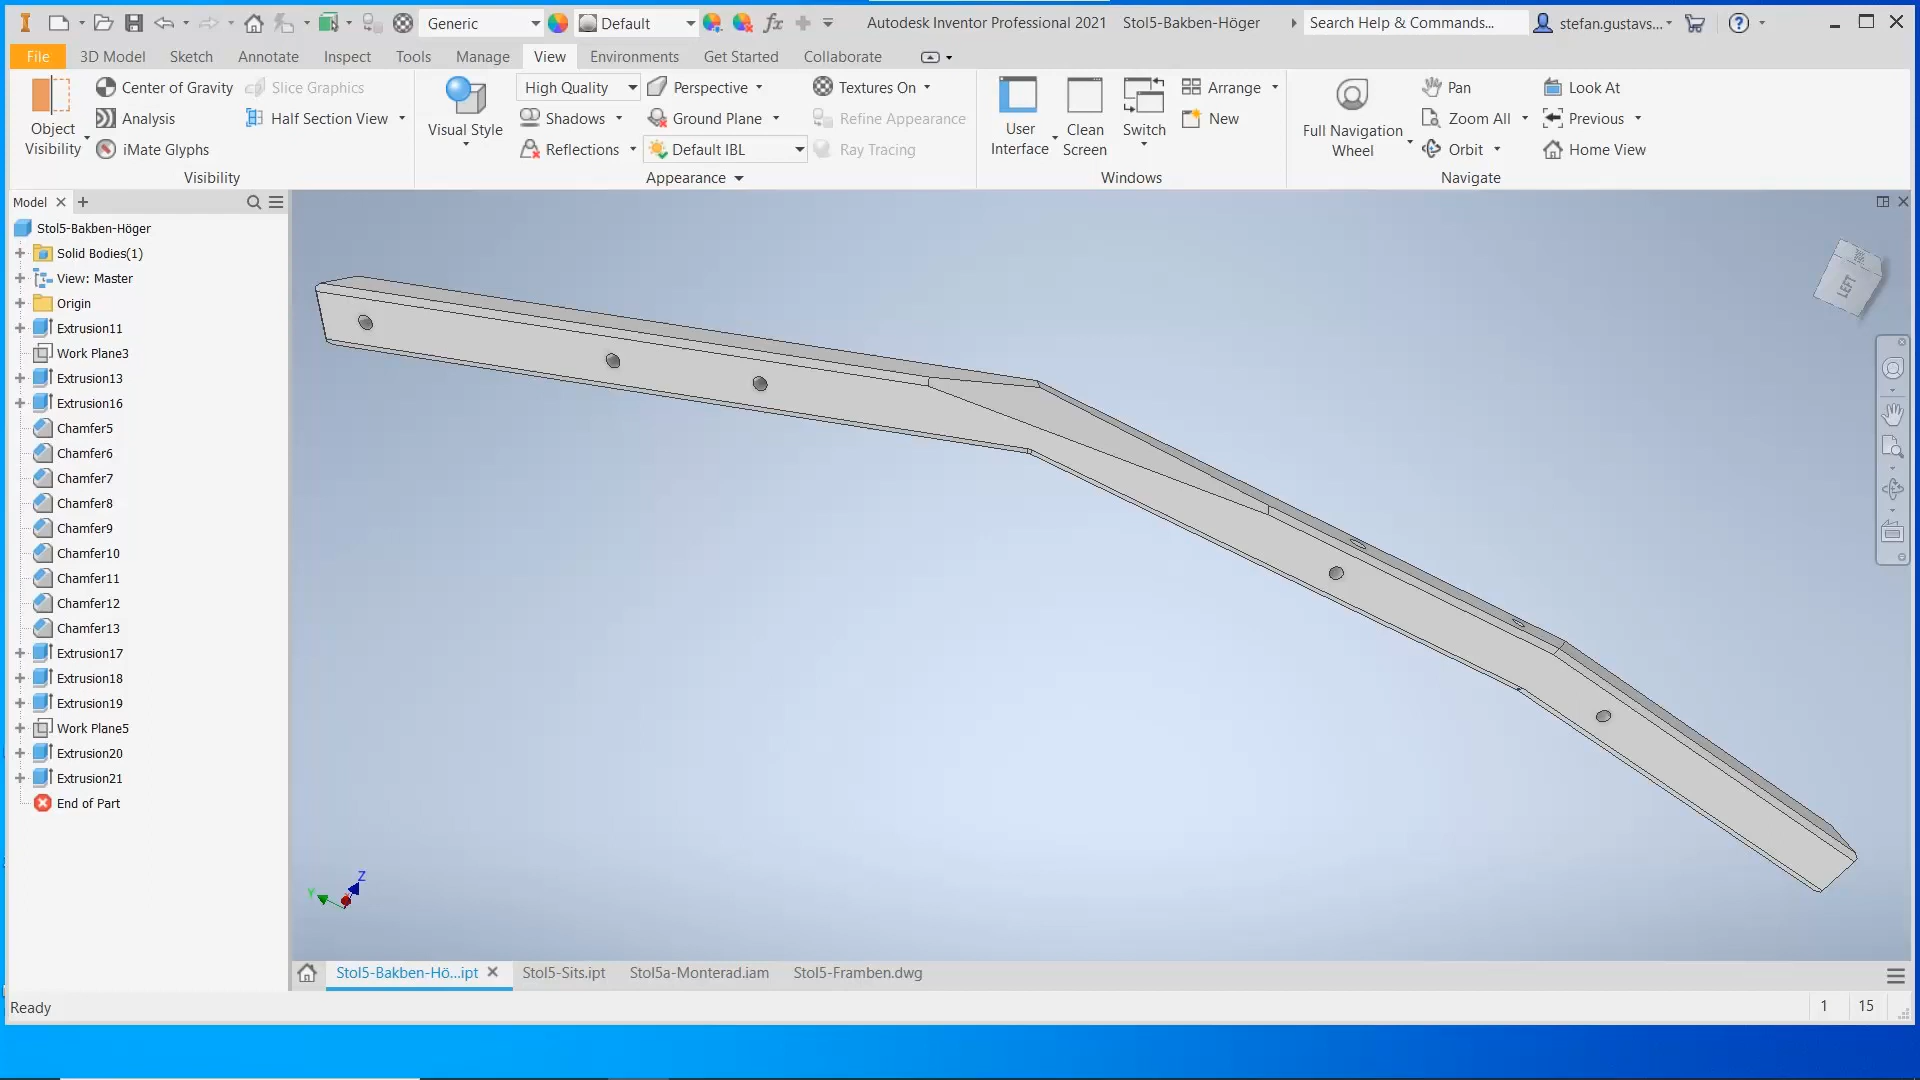 Generic
Default
fx
Autodesk Inventor Professional 2021 Stol5-Bakben-Höger
Search Help & Commands...
stefan.gustavs...
File 3D Model Sketch Annotate Inspect Tools Manage View Environments Get Started Collaborate
Object Visibility
Center of Gravity
Analysis
iMate Glyphs
Slice Graphics
Half Section View
Visibility
Visual Style
High Quality
Shadows
Reflections
Perspective
Ground Plane
Default IBL
Textures On
Refine Appearance
Ray Tracing
Appearance
User Interface
Clean Screen
Switch
Arrange
New
Windows
Full Navigation Wheel
Pan
Zoom All
Orbit
Look At
Previous
Home View
Navigate
Model
Stol5-Bakben-Höger
Solid Bodies(1)
View: Master
Origin
Extrusion11
Work Plane3
Extrusion13
Extrusion16
Chamfer5
Chamfer6
Chamfer7
Chamfer8
Chamfer9
Chamfer10
Chamfer11
Chamfer12
Chamfer13
Extrusion17
Extrusion18
Extrusion19
Work Plane5
Extrusion20
Extrusion21
End of Part
LEFT
Z
Y
Stol5-Bakben-Hö...ipt Stol5-Sits.ipt Stol5a-Monterad.iam Stol5-Framben.dwg
Ready
1 15